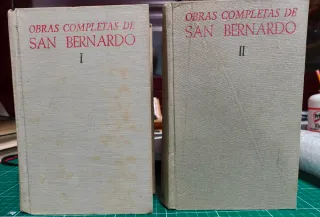 OBRAS COMPLETAS DE
SAN BERNARDO
I
OBRAS COMPLETAS DE
SAN BERNARDO
II